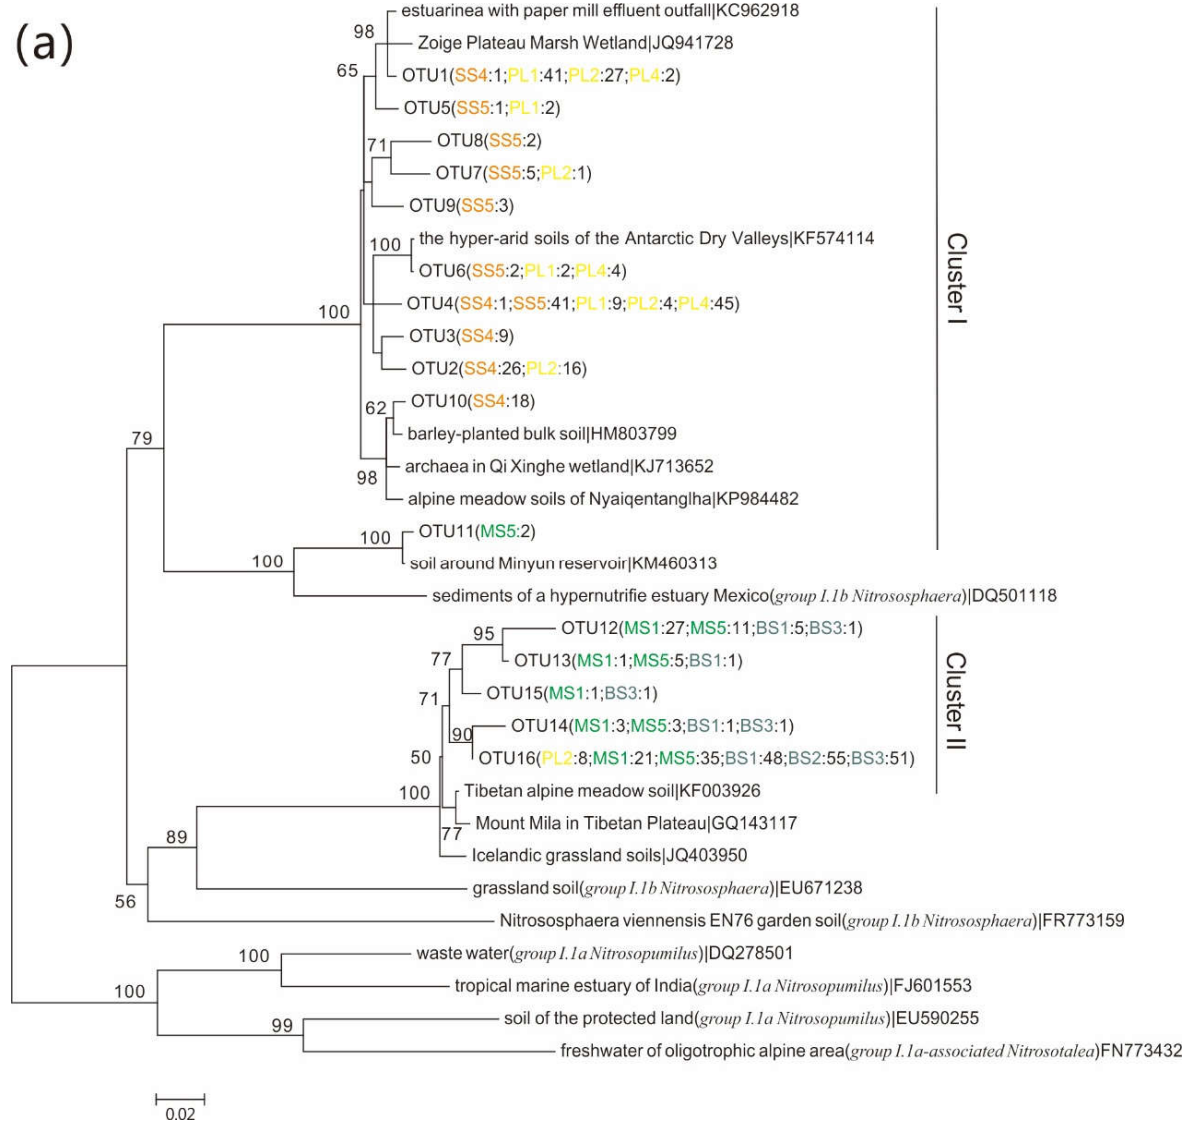 (a)
estuarinea with paper mill effluent outfall|KC962918
98
Zoige Plateau Marsh Wetland|JQ941728
65
OTU1(SS4:1;PL1:41;PL2:27;PL4:2)
OTU5(SS5:1;PL1:2)
71
OTU8(SS5:2)
OTU7(SS5:5;PL2:1)
OTU9(SS5:3)
100
the hyper-arid soils of the Antarctic Dry Valleys|KF574114
OTU6(SS5:2;PL1:2;PL4:4)
OTU4(SS4:1;SS5:41;PL1:9;PL2:4;PL4:45)
100
OTU3(SS4:9)
OTU2(SS4:26;PL2:16)
Cluster I
62
OTU10(SS4:18)
barley-planted bulk soil|HM803799
79
archaea in Qi Xinghe wetland|KJ713652
98
alpine meadow soils of Nyaiqentanglha|KP984482
100
OTU11(MS5:2)
100
soil around Minyun reservoir|KM460313
sediments of a hypernutrifie estuary Mexico(group I.1b Nitrososphaera)|DQ501118
95
OTU12(MS1:27;MS5:11;BS1:5;BS3:1)
77
OTU13(MS1:1;MS5:5;BS1:1)
71
OTU15(MS1:1;BS3:1)
90
OTU14(MS1:3;MS5:3;BS1:1;BS3:1)
50
OTU16(PL2:8;MS1:21;MS5:35;BS1:48;BS2:55;BS3:51)
Cluster II
100
Tibetan alpine meadow soil|KF003926
77
Mount Mila in Tibetan Plateau|GQ143117
89
Icelandic grassland soils|JQ403950
grassland soil(group I.1b Nitrososphaera)|EU671238
56
Nitrososphaera viennensis EN76 garden soil(group I.1b Nitrososphaera)|FR773159
100
waste water(group I.1a Nitrosopumilus)|DQ278501
100
tropical marine estuary of India(group I.1a Nitrosopumilus)|FJ601553
99
soil of the protected land(group I.1a Nitrosopumilus)|EU590255
freshwater of oligotrophic alpine area(group I.1a-associated Nitrosotalea)FN773432
0.02